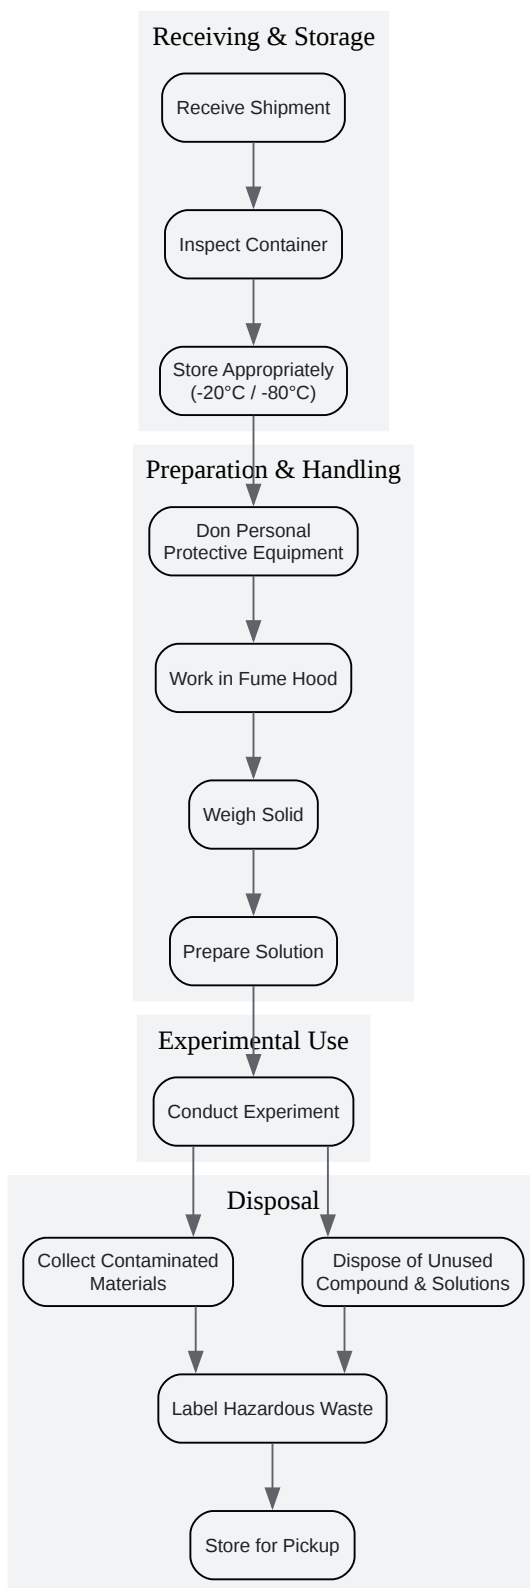 Receiving & Storage
Receive Shipment
Inspect Container
Store Appropriately
(-20°C / -80°C)
Preparation & Handling
Don Personal
Protective Equipment
Work in Fume Hood
Weigh Solid
Prepare Solution
Experimental Use
Conduct Experiment
Disposal
Collect Contaminated
Materials
Dispose of Unused
Compound & Solutions
Label Hazardous Waste
Store for Pickup